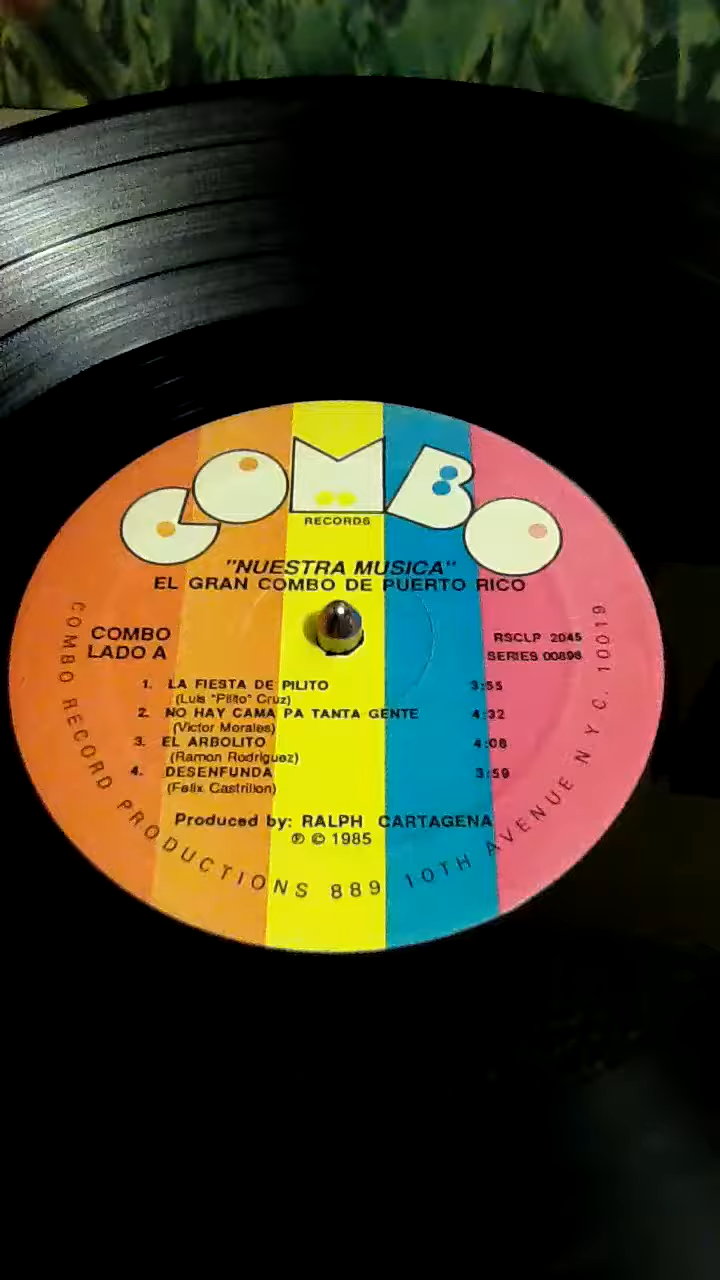 COMBO
RECORDS
"NUESTRA MUSICA"
EL GRAN COMBO DE PUERTO RICO
COMBO
LADO A
RSCLP 2045
SERIES 00898
1. LA FIESTA DE PILITO 3:55
(Luis "Pilito" Cruz)
2. NO HAY CAMA PA TANTA GENTE 4:32
(Victor Morales)
3. EL ARBOLITO 4:08
(Ramon Rodriguez)
4. DESENFUNDA 3:59
(Felix Castrillon)
Produced by: RALPH CARTAGENA
℗ © 1985
COMBO RECORD PRODUCTIONS 889 10TH AVENUE N Y C. 10019